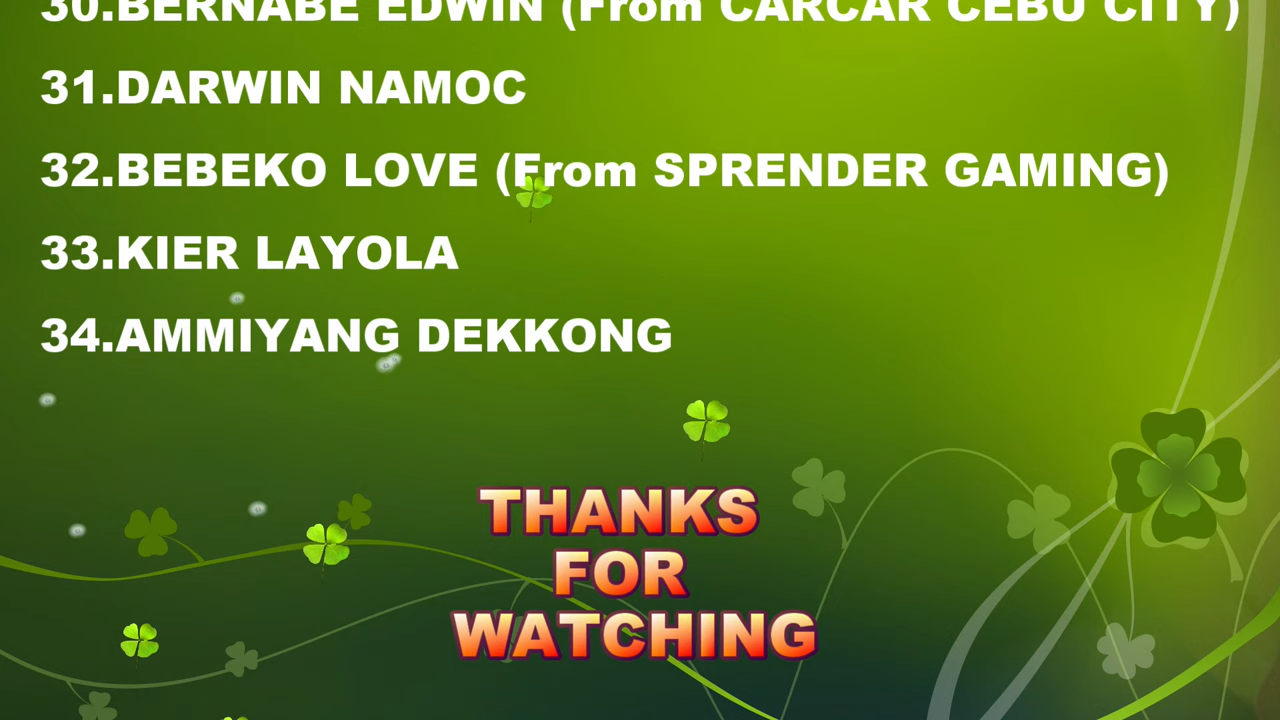 30.BERNABE EDWIN (From CARCAR CEBU CITY)
31.DARWIN NAMOC
32.BEBEKO LOVE (From SPRENDER GAMING)
33.KIER LAYOLA
34.AMMIYANG DEKKONG
THANKS
FOR
WATCHING